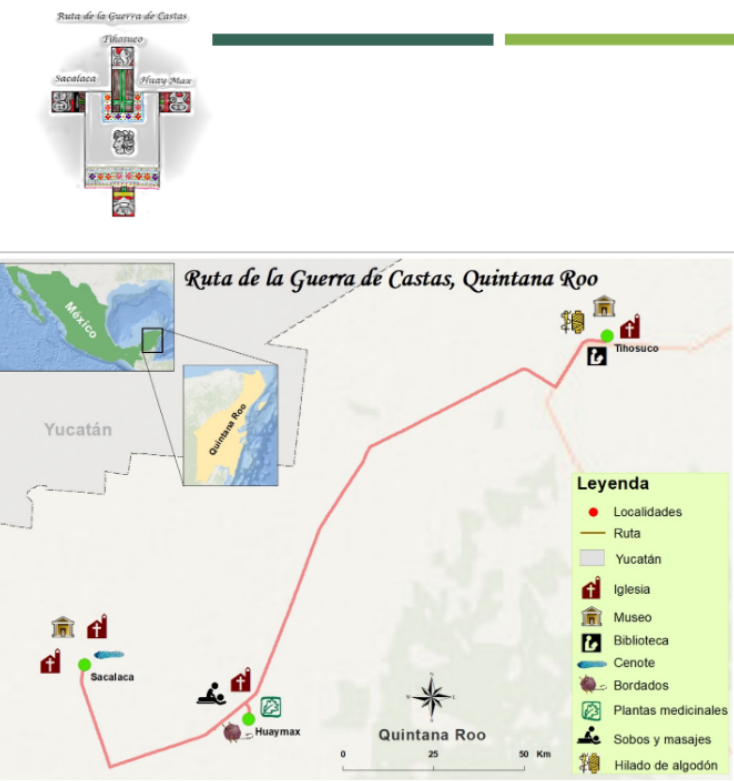 Ruta de la Guerra de Castas
Tihosuco
Sacalaca
Huay Max
Ruta de la Guerra de Castas, Quintana Roo
México
Quintana Roo
Yucatán
Tihosuco
Sacalaca
Huaymax
Quintana Roo
0 25 50 Km
Leyenda
Localidades
Ruta
Yucatán
Iglesia
Museo
Biblioteca
Cenote
Bordados
Plantas medicinales
Sobos y masajes
Hilado de algodón